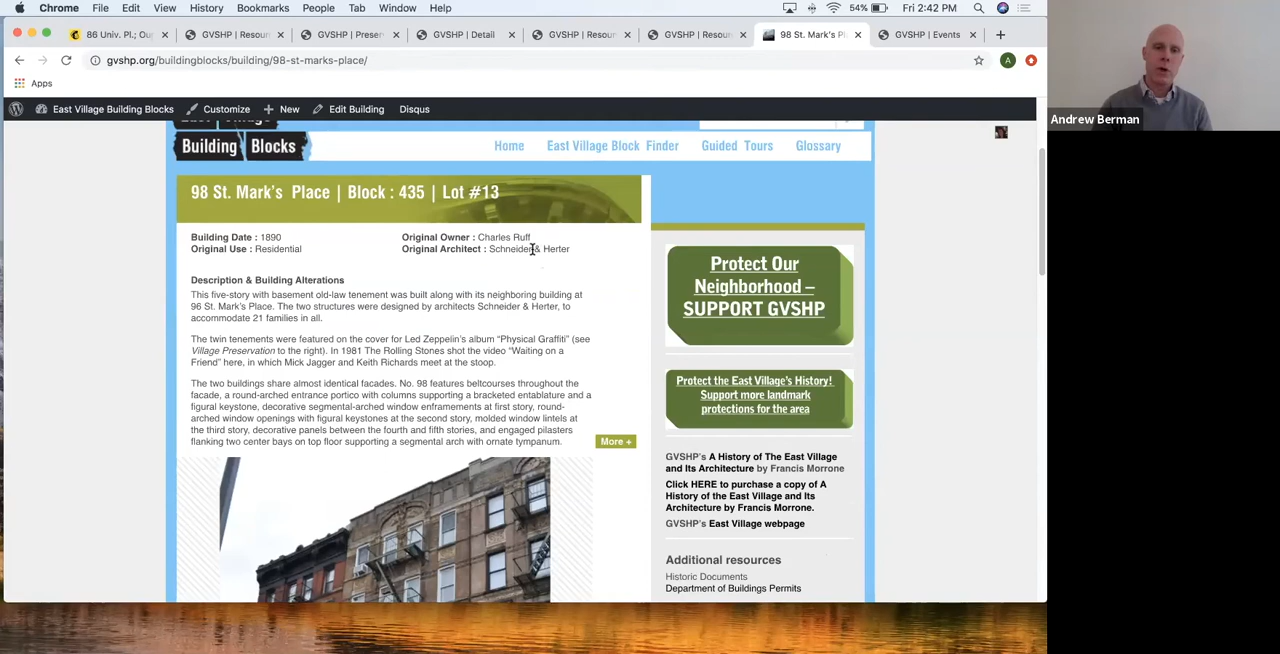 Chrome File Edit View History Bookmarks People Tab Window Help 54% Fri 2:42 PM
86 Univ. Pl.; Ou GVSHP | Resour GVSHP | Preser GVSHP | Detail GVSHP | Resour GVSHP | Resour 98 St. Mark's Pl GVSHP | Events
gvshp.org/buildingblocks/building/98-st-marks-place/
Apps
East Village Building Blocks Customize New Edit Building Disqus
East Village
Building Blocks Home East Village Block Finder Guided Tours Glossary
98 St. Mark's Place | Block : 435 | Lot #13
Building Date : 1890 Original Owner : Charles Ruff
Original Use : Residential Original Architect : Schneider & Herter
Description & Building Alterations
This five-story with basement old-law tenement was built along with its neighboring building at
96 St. Mark's Place. The two structures were designed by architects Schneider & Herter, to
accommodate 21 families in all.
The twin tenements were featured on the cover for Led Zeppelin's album "Physical Graffiti" (see
Village Preservation to the right). In 1981 The Rolling Stones shot the video "Waiting on a
Friend" here, in which Mick Jagger and Keith Richards meet at the stoop.
The two buildings share almost identical facades. No. 98 features beltcourses throughout the
facade, a round-arched entrance portico with columns supporting a bracketed entablature and a
figural keystone, decorative segmental-arched window enframements at first story, round-
arched window openings with figural keystones at the second story, molded window lintels at
the third story, decorative panels between the fourth and fifth stories, and engaged pilasters
flanking two center bays on top floor supporting a segmental arch with ornate tympanum.
More +
Protect Our
Neighborhood –
SUPPORT GVSHP
Protect the East Village's History!
Support more landmark
protections for the area
GVSHP's A History of The East Village
and Its Architecture by Francis Morrone
Click HERE to purchase a copy of A
History of the East Village and Its
Architecture by Francis Morrone.
GVSHP's East Village webpage
Additional resources
Historic Documents
Department of Buildings Permits
Andrew Berman